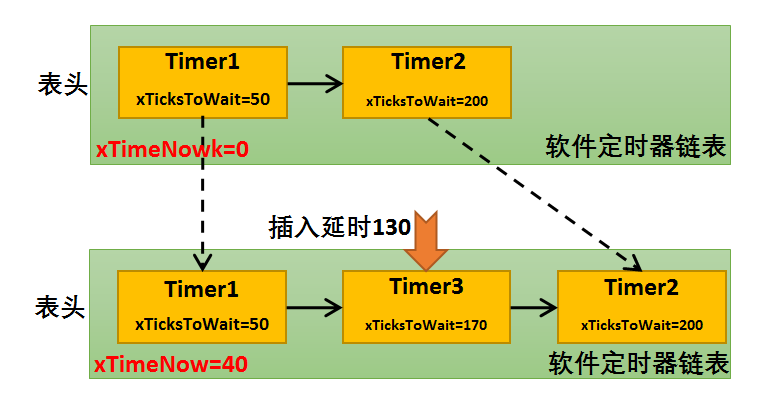 Timer1
Timer2
xTicksToWait=50
xTicksToWait=200
表头
xTimeNowk=0
软件定时器链表
插入延时130
Timer1
Timer3
Timer2
xTicksToWait=50
xTicksToWait=170
xTicksToWait=200
表头
xTimeNow=40
软件定时器链表